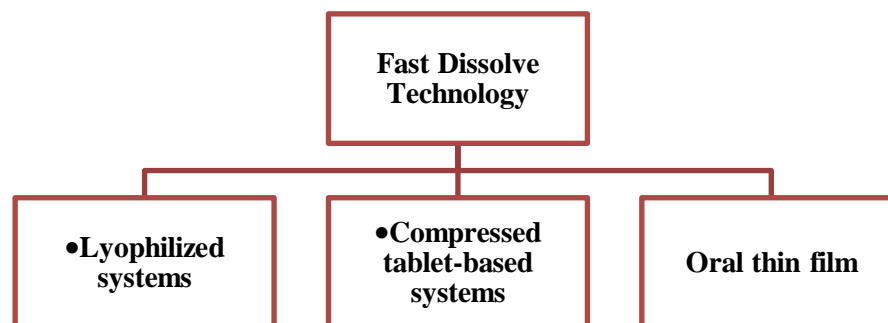 Fast Dissolve
Technology
•Lyophilized
systems
•Compressed
tablet-based
systems
Oral thin film